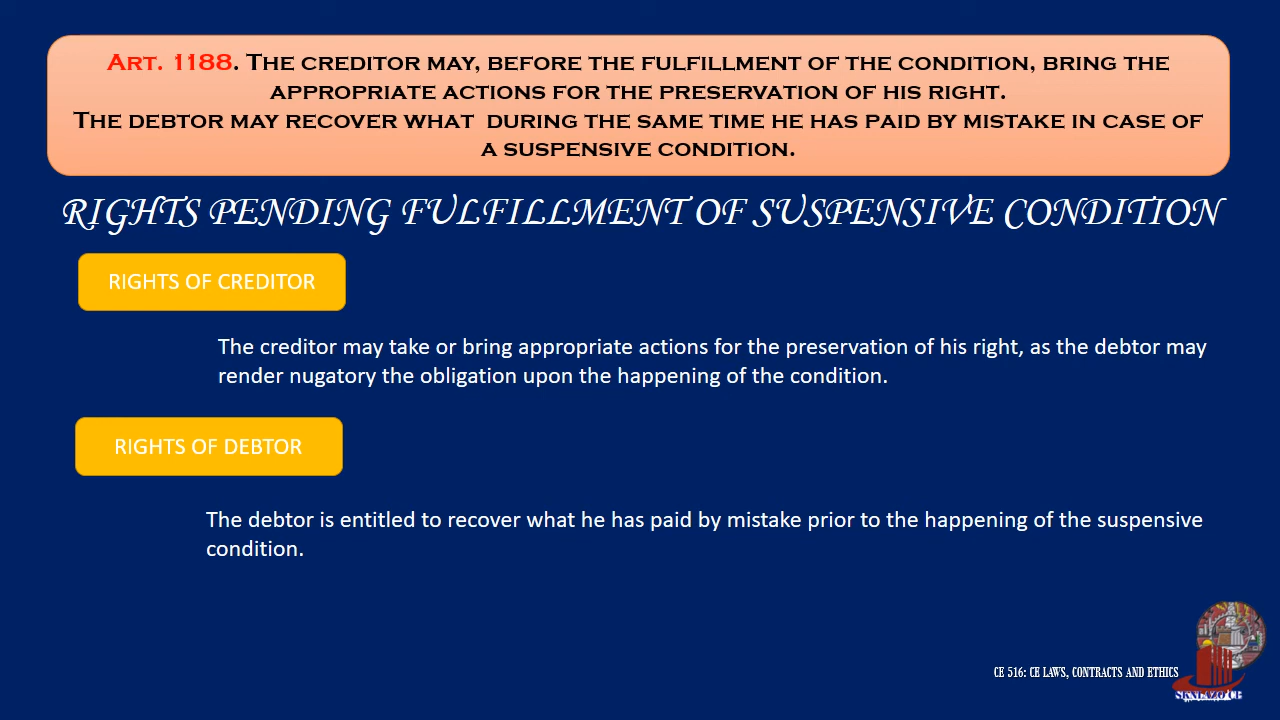 ART. 1188. THE CREDITOR MAY, BEFORE THE FULFILLMENT OF THE CONDITION, BRING THE
APPROPRIATE ACTIONS FOR THE PRESERVATION OF HIS RIGHT.
THE DEBTOR MAY RECOVER WHAT DURING THE SAME TIME HE HAS PAID BY MISTAKE IN CASE OF
A SUSPENSIVE CONDITION.
RIGHTS PENDING FULFILLMENT OF SUSPENSIVE CONDITION
RIGHTS OF CREDITOR
The creditor may take or bring appropriate actions for the preservation of his right, as the debtor may
render nugatory the obligation upon the happening of the condition.
RIGHTS OF DEBTOR
The debtor is entitled to recover what he has paid by mistake prior to the happening of the suspensive
condition.
CE 516: CE LAWS, CONTRACTS AND ETHICS